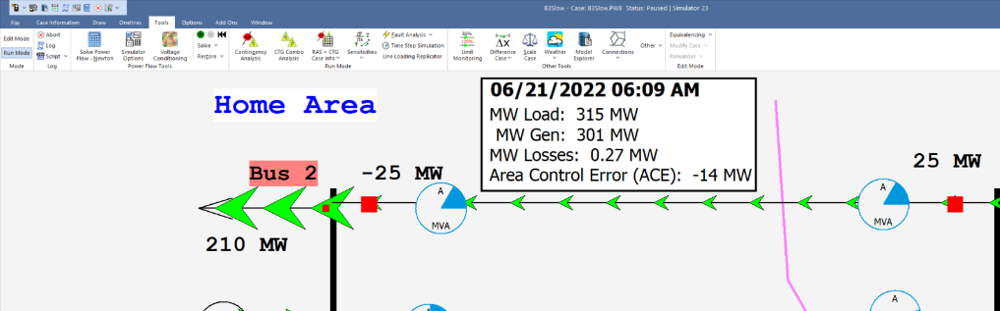 B3Slow - Case: B3Slow.PWB Status: Paused | Simulator 23
File Case Information Draw Onelines Tools Options Add Ons Window
Edit Mode
Run Mode
Mode
Abort
Log
Script
Log
Solve Power Flow - Newton
Simulator Options
Voltage Conditioning
Power Flow Tools
Solve
Restore
Contingency Analysis
CTG Combo Analysis
RAS + CTG Case Info
Sensitivities
Fault Analysis
Time Step Simulation
Line Loading Replicator
Run Mode
Limit Monitoring
Difference Case
Scale Case
Weather
Model Explorer
Connections
Other
Other Tools
Equivalencing
Modify Case
Renumber
Edit Mode
Home Area
06/21/2022 06:09 AM
MW Load: 315 MW
MW Gen: 301 MW
MW Losses: 0.27 MW
Area Control Error (ACE): -14 MW
Bus 2
-25 MW
25 MW
A
MVA
A
MVA
210 MW
A
A